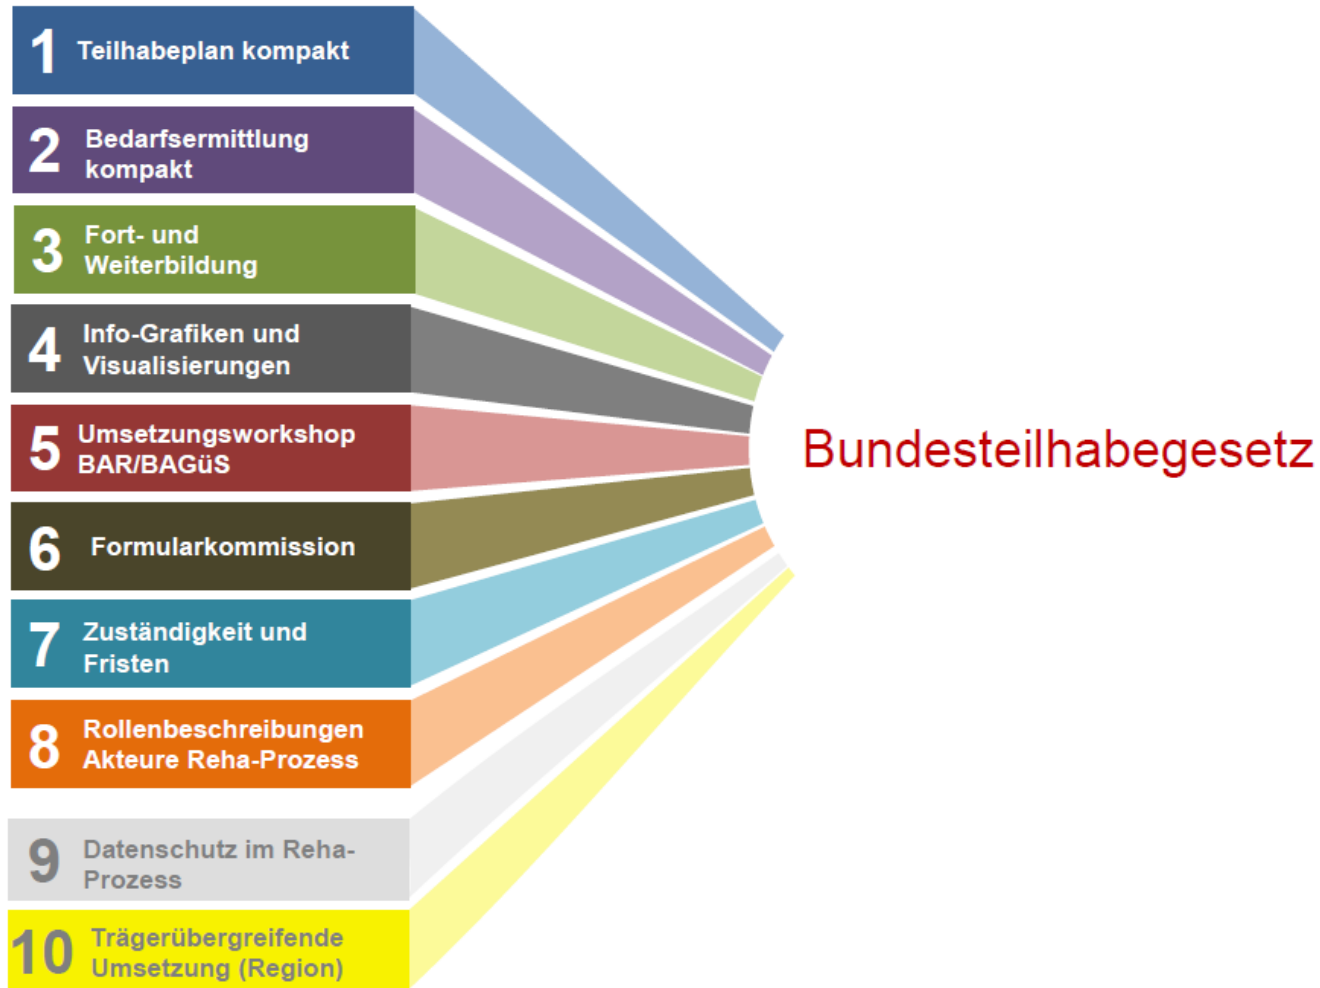 1 Teilhabeplan kompakt
2 Bedarfsermittlung
kompakt
3 Fort- und
Weiterbildung
4 Info-Grafiken und
Visualisierungen
5 Umsetzungsworkshop
BAR/BAGüS
6 Formularkommission
7 Zuständigkeit und
Fristen
8 Rollenbeschreibungen
Akteure Reha-Prozess
9 Datenschutz im Reha-
Prozess
10 Trägerübergreifende
Umsetzung (Region)
Bundesteilhabegesetz